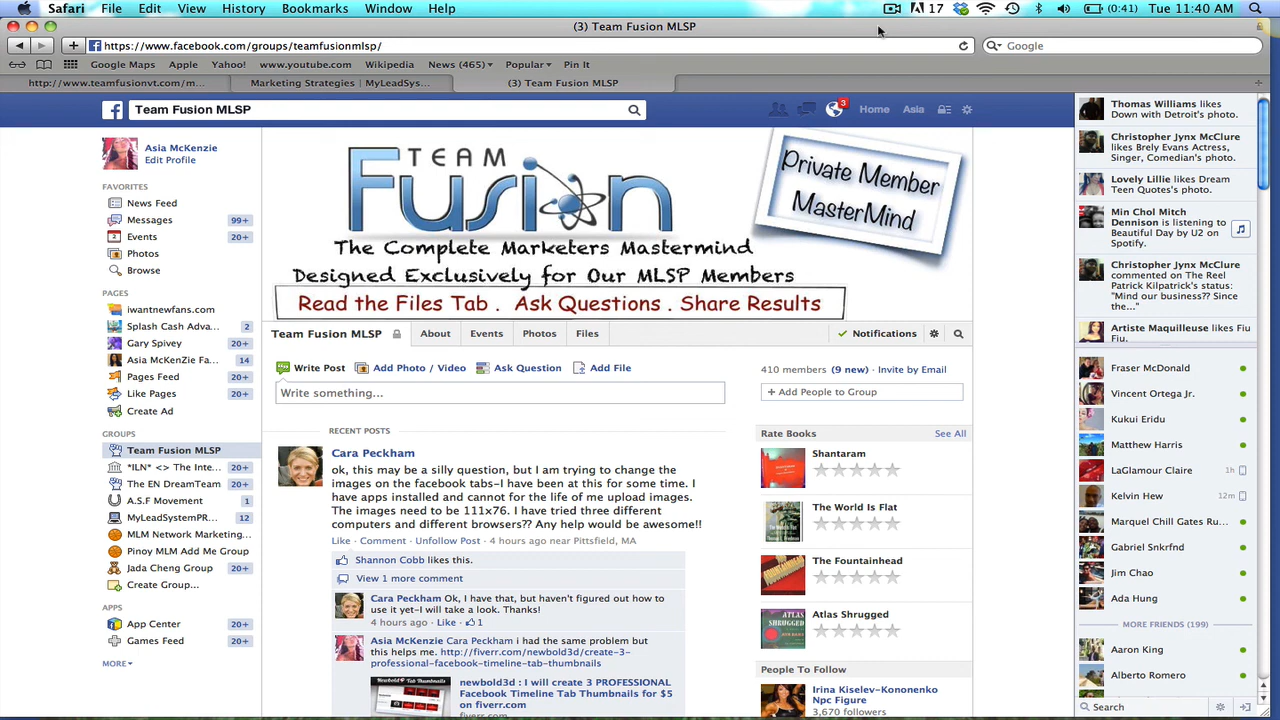 Safari File Edit View History Bookmarks Window Help 17 (0:41) Tue 11:40 AM
(3) Team Fusion MLSP
https://www.facebook.com/groups/teamfusionmlsp/ Google
Google Maps Apple Yahoo! www.youtube.com Wikipedia News (465) Popular Pin It
http://www.teamfusionvt.com/m... Marketing Strategies | MyLeadSy... (3) Team Fusion MLSP
Team Fusion MLSP 3 Home Asia
Asia McKenzie
Edit Profile
FAVORITES
News Feed
Messages 99+
2 Events 20+
Photos
Browse
PAGES
iwantnewfans.com
Splash Cash Adva... 2
Gary Spivey 20+
Asia McKenZie Fa... 14
Pages Feed 20+
Like Pages 20+
Create Ad
GROUPS
Team Fusion MLSP
*ILN* <> The Inte... 20+
The EN DreamTeam 20+
A.S.F Movement 1
MyLeadSystemPR... 12
MLM Network Marketing...
Pinoy MLM Add Me Group
Jada Cheng Group 20+
Create Group...
APPS
App Center 20+
Games Feed 20+
MORE
TEAM
Fusion
Private Member
MasterMind
The Complete Marketers Mastermind
Designed Exclusively for Our MLSP Members
Read the Files Tab . Ask Questions . Share Results
Team Fusion MLSP About Events Photos Files Notifications
Write Post Add Photo / Video Ask Question Add File
Write something...
RECENT POSTS
Cara Peckham
ok, this may be a silly question, but I am trying to change the
images on the facebook tabs-I have been at this for some time. I
have apps installed and cannot for the life of me upload images.
The images need to be 111x76. I have tried three different
computers and different browsers?? Any help would be awesome!!
Like · Comment · Unfollow Post · 4 hours ago near Pittsfield, MA
Shannon Cobb likes this.
View 1 more comment
Cara Peckham Ok, I have that, but haven't figured out how to
use it yet-I will take a look. Thanks!
4 hours ago · Like · 1
Asia McKenzie Cara Peckham i had the same problem but
this helps me. http://fiverr.com/newbold3d/create-3-
professional-facebook-timeline-tab-thumbnails
newbold3d : I will create 3 PROFESSIONAL
Facebook Timeline Tab Thumbnails for $5
on fiverr.com
410 members (9 new) · Invite by Email
+ Add People to Group
Rate Books See All
Shantaram
The World Is Flat
The Fountainhead
Atlas Shrugged
ATLAS
SHRUGGED
People To Follow
Irina Kiselev-Kononenko
Npc Figure
3,670 followers
Thomas Williams likes
Down with Detroit's photo.
Christopher Jynx McClure
likes Brely Evans Actress,
Singer, Comedian's photo.
Lovely Lillie likes Dream
Teen Quotes's photo.
Min Chol Mitch
Dennison is listening to
Beautiful Day by U2 on
Spotify.
Christopher Jynx McClure
commented on The Reel
Patrick Kilpatrick's status:
"Mind our business?? Since
the..."
Artiste Maquilleuse likes Fiu
Fiu.
Fraser McDonald
Vincent Ortega Jr.
Kukui Eridu
Matthew Harris
LaGlamour Claire 1h
Kelvin Hew 12m
Marquel Chill Gates Ru...
Gabriel Snkrfnd
Jim Chao
Ada Hung
MORE FRIENDS (199)
Aaron King
Alberto Romero
Search